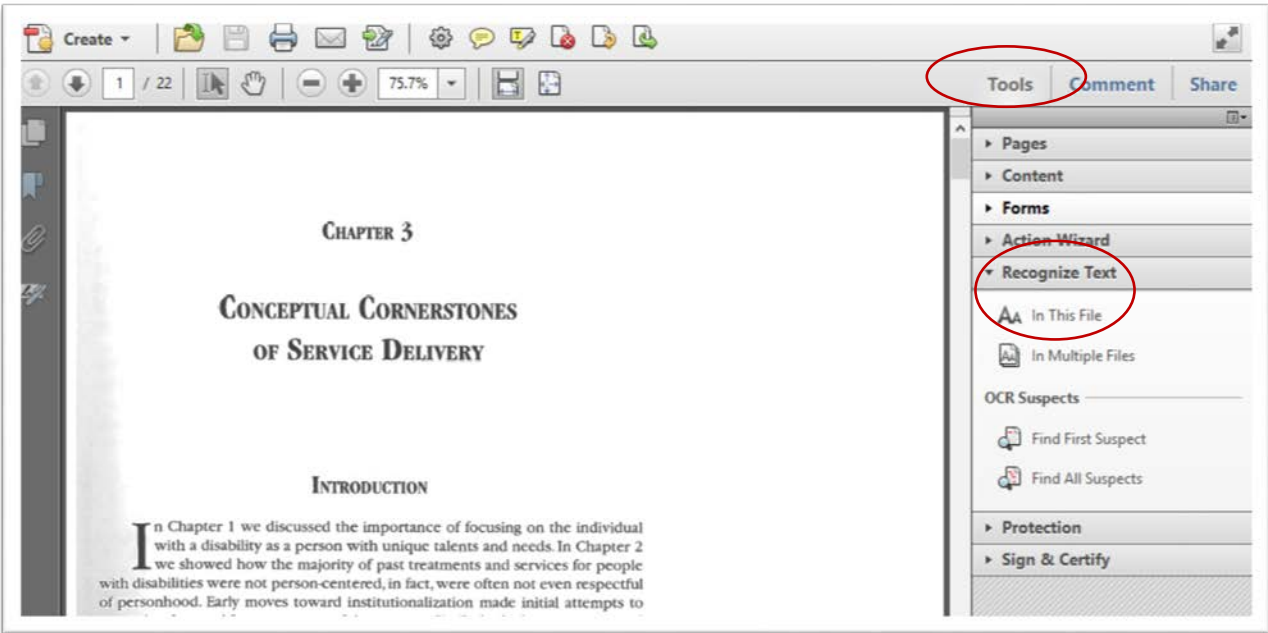 Create
1 / 22
75.7%
Tools
Comment
Share
Pages
Content
Forms
Action Wizard
Recognize Text
In This File
In Multiple Files
OCR Suspects
Find First Suspect
Find All Suspects
Protection
Sign & Certify
CHAPTER 3
CONCEPTUAL CORNERSTONES
OF SERVICE DELIVERY
INTRODUCTION
In Chapter 1 we discussed the importance of focusing on the individual
with a disability as a person with unique talents and needs. In Chapter 2
we showed how the majority of past treatments and services for people
with disabilities were not person-centered, in fact, were often not even respectful
of personhood. Early moves toward institutionalization made initial attempts to